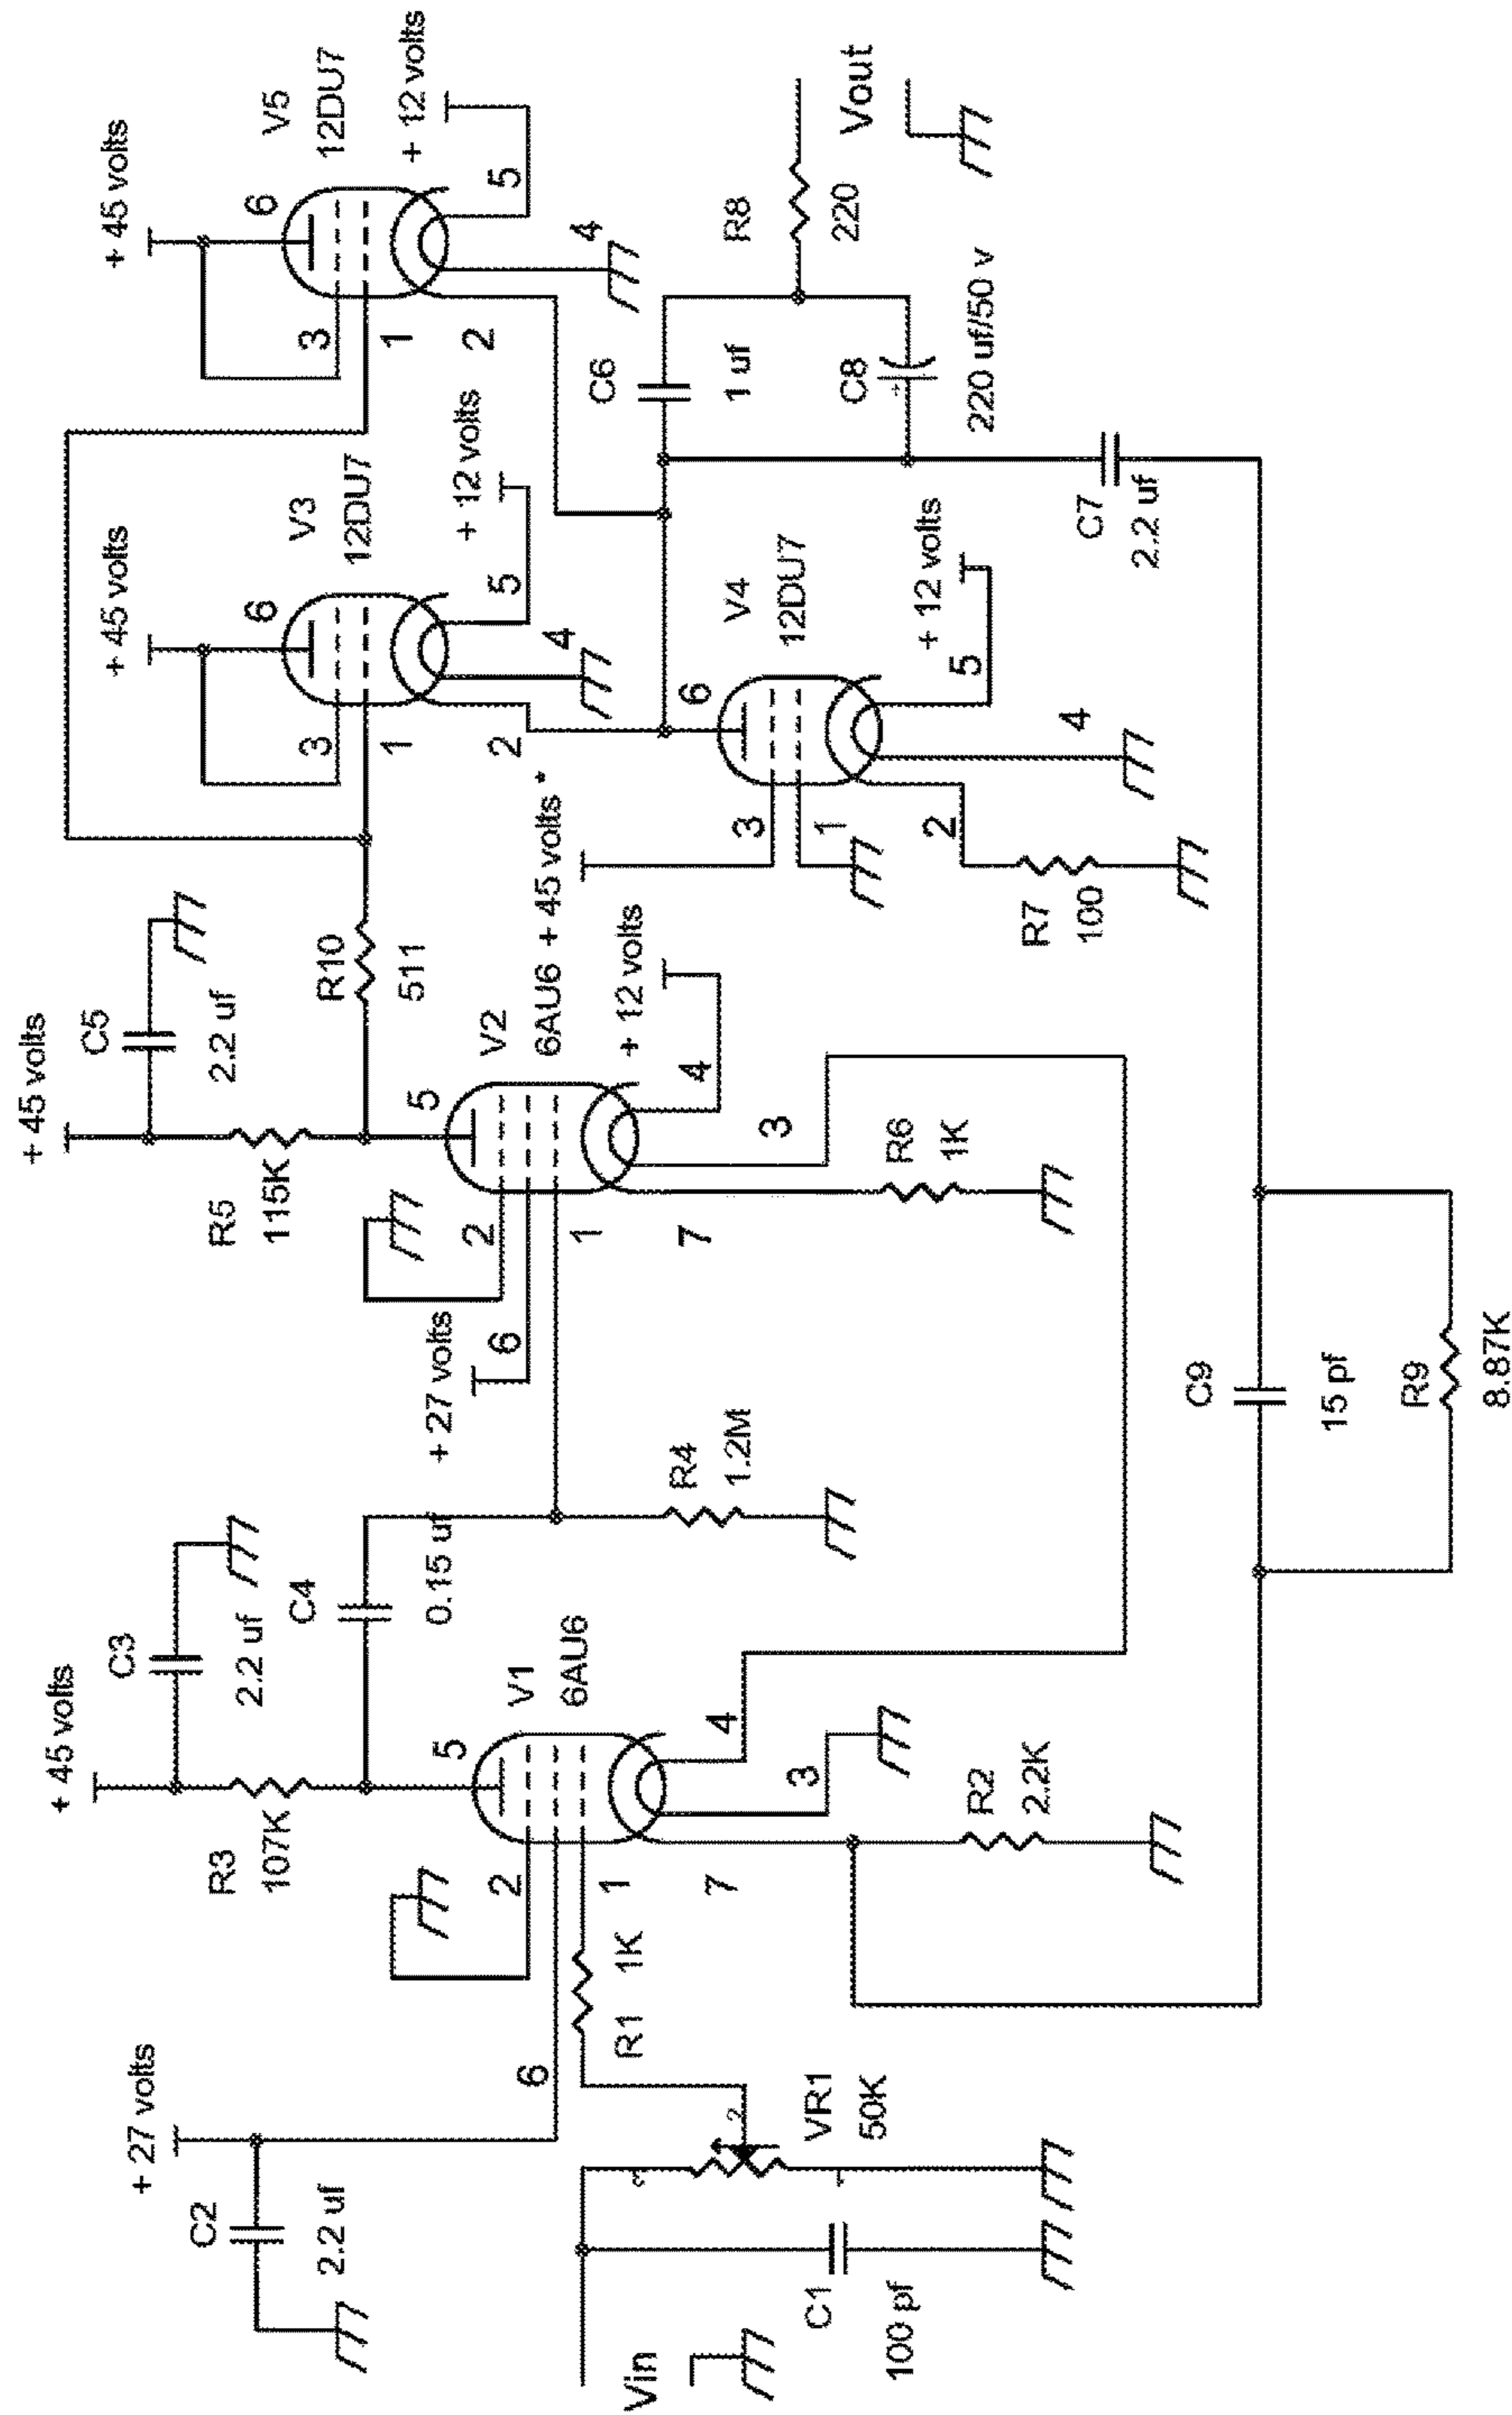 + 27 volts
C2
2.2 uf
Vin
C1
100 pf
VR1
50K
2
R1 1K
6
+ 45 volts
R3
107K
C3
2.2 uf
C4
0.15 uf
V1
6AU6
5
2
1
7
4
3
R2
2.2K
R4
1.2M
+ 27 volts
6
+ 45 volts
R5
115K
C5
2.2 uf
V2
6AU6
5
2
1
7
3
4
+ 12 volts
R6
1K
R10
511
+ 45 volts
V3
12DU7
6
3
1
2
4
5
+ 12 volts
+ 45 volts *
V4
12DU7
6
3
1
2
4
5
+ 12 volts
R7
100
+ 45 volts
V5
12DU7
6
3
1
2
4
5
+ 12 volts
C6
1 uf
C8
+
220 uf/50 v
R8
220
Vout
C7
2.2 uf
C9
15 pf
R9
8.87K